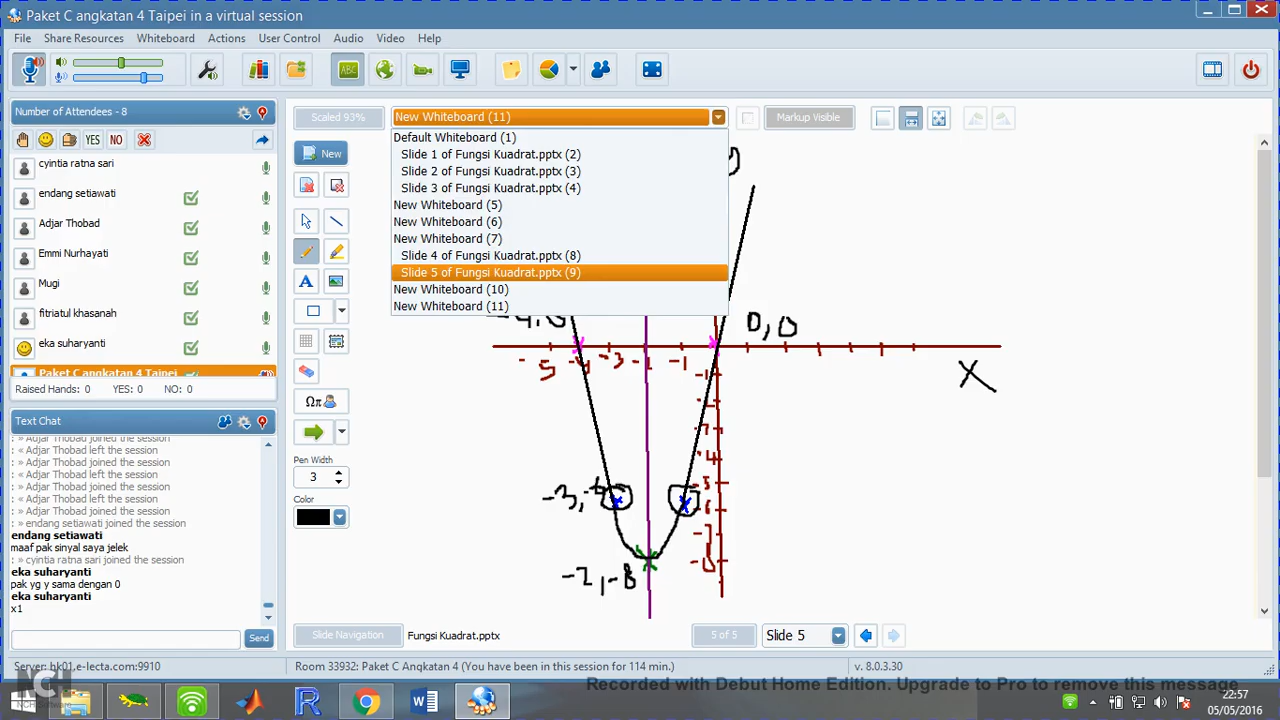 Paket C angkatan 4 Taipei in a virtual session
File Share Resources Whiteboard Actions User Control Audio Video Help
Number of Attendees - 8
YES NO
cyintia ratna sari
endang setiawati
Adjar Thobad
Emmi Nurhayati
Mugi
fitriatul khasanah
eka suharyanti
Paket C angkatan 4 Taipei
Raised Hands: 0 YES: 0 NO: 0
Text Chat
: » Adjar Thobad joined the session
: « Adjar Thobad left the session
: » Adjar Thobad joined the session
: « Adjar Thobad left the session
: » Adjar Thobad joined the session
: « Adjar Thobad left the session
: » Adjar Thobad joined the session
: » endang setiawati joined the session
endang setiawati
maaf pak sinyal saya jelek
: » cyintia ratna sari joined the session
eka suharyanti
pak yg y sama dengan 0
eka suharyanti
x1
Send
Scaled 93%
New Whiteboard (11)
Markup Visible
Default Whiteboard (1)
Slide 1 of Fungsi Kuadrat.pptx (2)
Slide 2 of Fungsi Kuadrat.pptx (3)
Slide 3 of Fungsi Kuadrat.pptx (4)
New Whiteboard (5)
New Whiteboard (6)
New Whiteboard (7)
Slide 4 of Fungsi Kuadrat.pptx (8)
Slide 5 of Fungsi Kuadrat.pptx (9)
New Whiteboard (10)
New Whiteboard (11)
New
ABC
A
Ωπ
Pen Width
3
Color
0,0
-5 -4 -3 -1
X
-3,-6
-2,-8
Slide Navigation
Fungsi Kuadrat.pptx
5 of 5
Slide 5
Server: bk01.e-lecta.com:9910
Room 33932: Paket C Angkatan 4 (You have been in this session for 114 min.)
v. 8.0.3.30
NCH
Recorded with Debut Home Edition. Upgrade to Pro to remove this message
22:57
05/05/2016